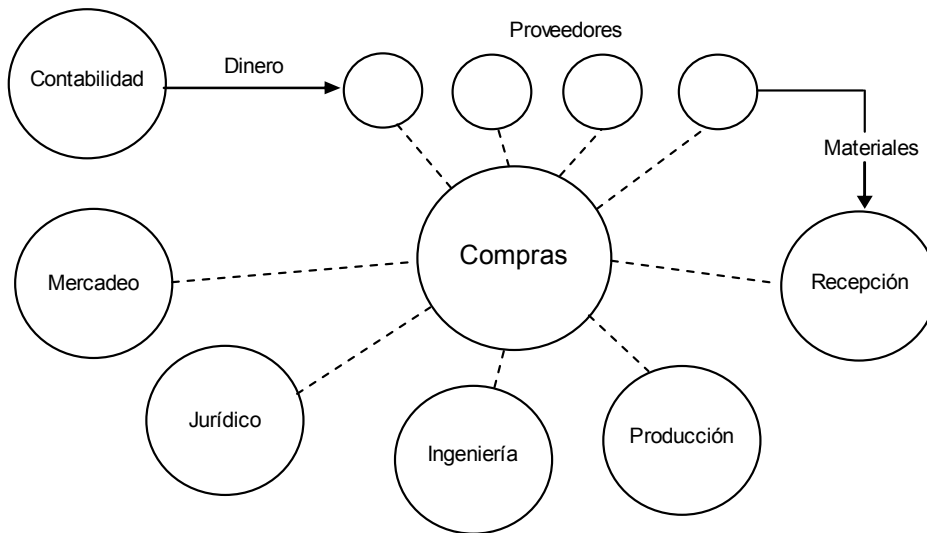 Proveedores
Contabilidad
Dinero
Materiales
Compras
Mercadeo
Recepción
Jurídico
Ingeniería
Producción